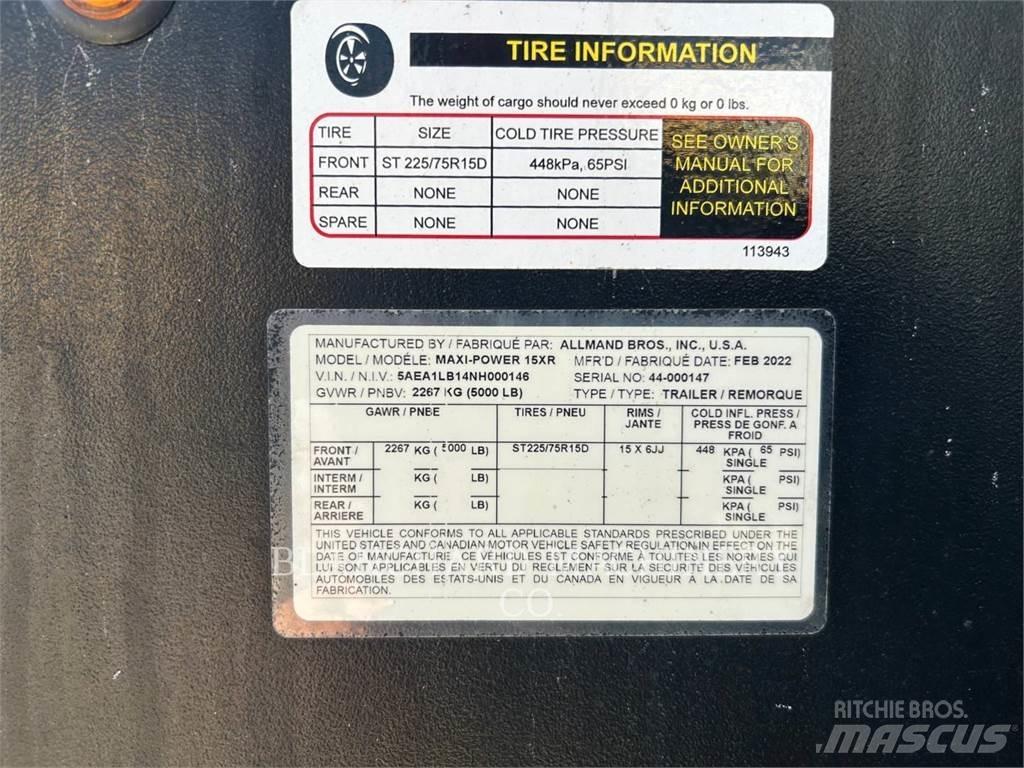 TIRE INFORMATION
The weight of cargo should never exceed 0 kg or 0 lbs.
TIRE SIZE COLD TIRE PRESSURE
FRONT ST 225/75R15D 448kPa, 65PSI
REAR NONE NONE
SPARE NONE NONE
SEE OWNER'S
MANUAL FOR
ADDITIONAL
INFORMATION
113943
MANUFACTURED BY / FABRIQUÉ PAR: ALLMAND BROS., INC., U.S.A.
MODEL / MODÉLE: MAXI-POWER 15XR MFR'D / FABRIQUÉ DATE: FEB 2022
V.I.N. / N.I.V.: 5AEA1LB14NH000146 SERIAL NO: 44-000147
GVWR / PNBV: 2267 KG (5000 LB) TYPE / TYPE: TRAILER / REMORQUE
GAWR / PNBE TIRES / PNEU RIMS / JANTE COLD INFL. PRESS / PRESS DE GONF. A FROID
FRONT / AVANT 2267 KG ( 5000 LB) ST225/75R15D 15 X 6JJ 448 KPA ( 65 PSI) SINGLE
INTERM / INTERM KG ( LB) KPA ( PSI) SINGLE
REAR / ARRIERE KG ( LB) KPA ( PSI) SINGLE
THIS VEHICLE CONFORMS TO ALL APPLICABLE STANDARDS PRESCRIBED UNDER THE
UNITED STATES AND CANADIAN MOTOR VEHICLE SAFETY REGULATION IN EFFECT ON THE
DATE OF MANUFACTURE. CE VÉHICULES EST CONFORME À TOUTES LES NORMES QUI
LUI SONT APPLICABLES EN VERTU DU REGLEMENT SUR LA SECURITE DES VÉHICULES
AUTOMOBILES DES ESTATS-UNIS ET DU CANADA EN VIGUEUR À LA DATE DE SA
FABRICATION.
CO
RITCHIE BROS.
MASCUS